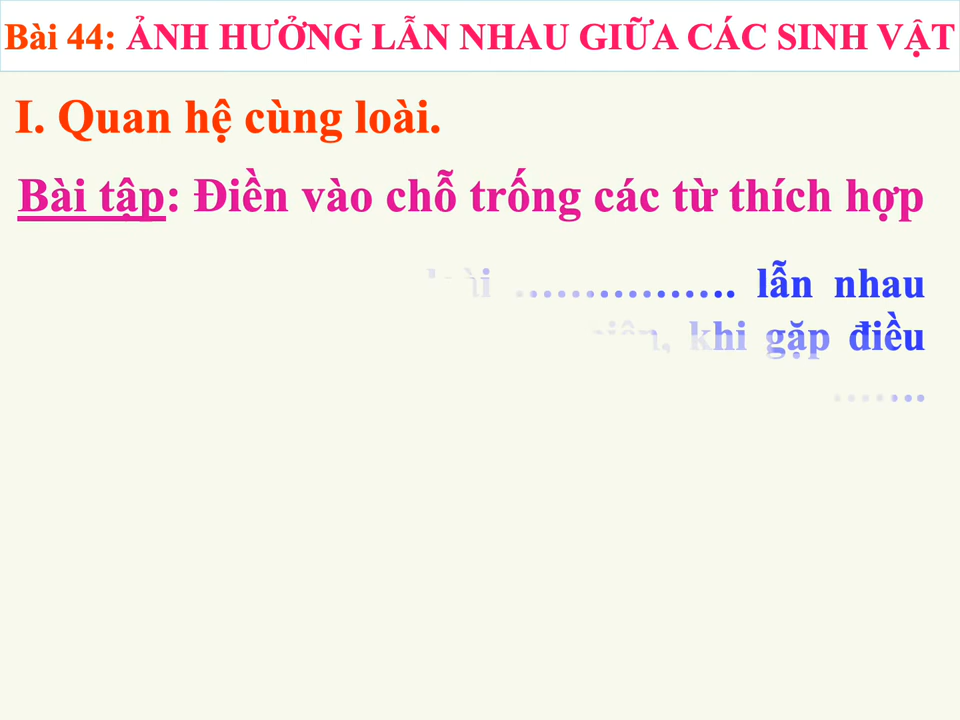 Bài 44: ẢNH HƯỞNG LẪN NHAU GIỮA CÁC SINH VẬT
I. Quan hệ cùng loài.
Bài tập: Điền vào chỗ trống các từ thích hợp
……………. lẫn nhau
khi gặp điều
…….